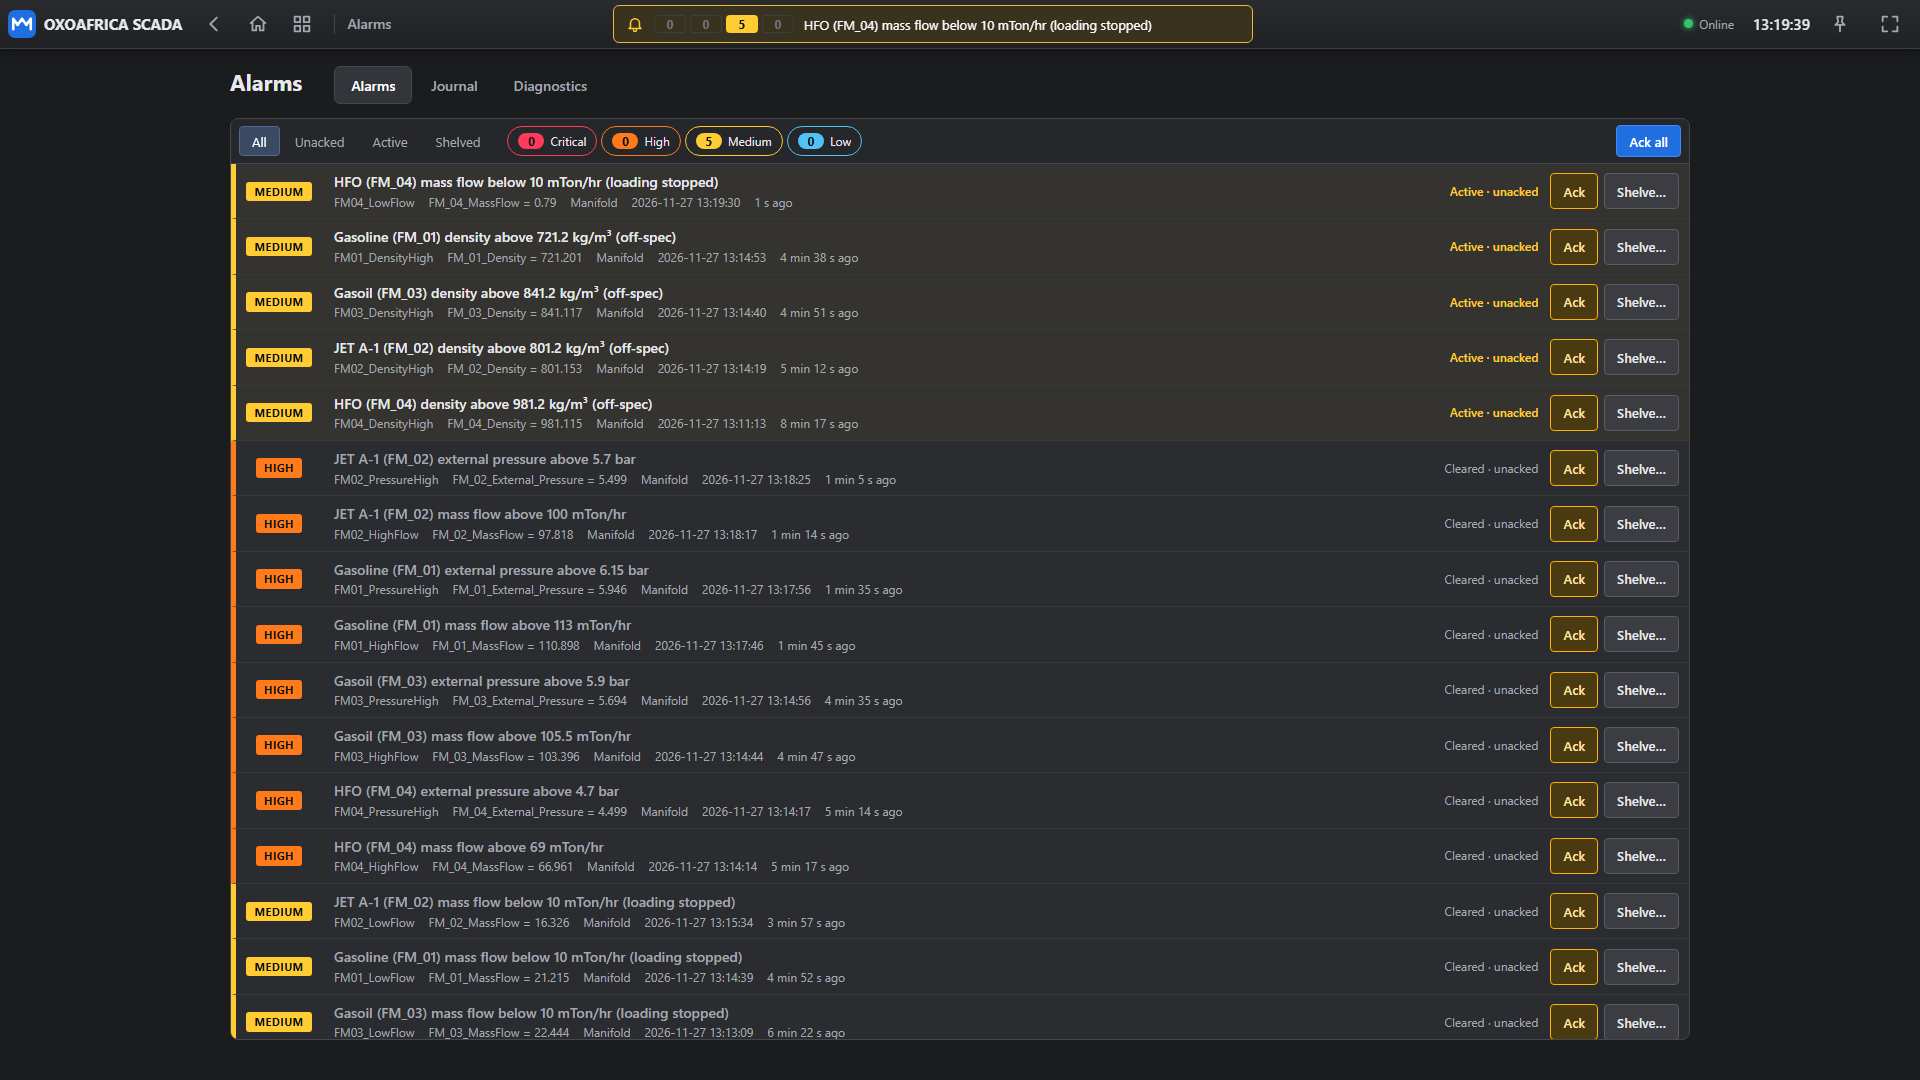 OXOAFRICA SCADA
Alarms
0 0 5 0 HFO (FM_04) mass flow below 10 mTon/hr (loading stopped)
Online
13:19:39
Alarms
Alarms Journal Diagnostics
All Unacked Active Shelved 0 Critical 0 High 5 Medium 0 Low Ack all
MEDIUM
HFO (FM_04) mass flow below 10 mTon/hr (loading stopped)
FM04_LowFlow FM_04_MassFlow = 0.79 Manifold 2026-11-27 13:19:30 1 s ago
Active · unacked Ack Shelve...
MEDIUM
Gasoline (FM_01) density above 721.2 kg/m³ (off-spec)
FM01_DensityHigh FM_01_Density = 721.201 Manifold 2026-11-27 13:14:53 4 min 38 s ago
Active · unacked Ack Shelve...
MEDIUM
Gasoil (FM_03) density above 841.2 kg/m³ (off-spec)
FM03_DensityHigh FM_03_Density = 841.117 Manifold 2026-11-27 13:14:40 4 min 51 s ago
Active · unacked Ack Shelve...
MEDIUM
JET A-1 (FM_02) density above 801.2 kg/m³ (off-spec)
FM02_DensityHigh FM_02_Density = 801.153 Manifold 2026-11-27 13:14:19 5 min 12 s ago
Active · unacked Ack Shelve...
MEDIUM
HFO (FM_04) density above 981.2 kg/m³ (off-spec)
FM04_DensityHigh FM_04_Density = 981.115 Manifold 2026-11-27 13:11:13 8 min 17 s ago
Active · unacked Ack Shelve...
HIGH
JET A-1 (FM_02) external pressure above 5.7 bar
FM02_PressureHigh FM_02_External_Pressure = 5.499 Manifold 2026-11-27 13:18:25 1 min 5 s ago
Cleared · unacked Ack Shelve...
HIGH
JET A-1 (FM_02) mass flow above 100 mTon/hr
FM02_HighFlow FM_02_MassFlow = 97.818 Manifold 2026-11-27 13:18:17 1 min 14 s ago
Cleared · unacked Ack Shelve...
HIGH
Gasoline (FM_01) external pressure above 6.15 bar
FM01_PressureHigh FM_01_External_Pressure = 5.946 Manifold 2026-11-27 13:17:56 1 min 35 s ago
Cleared · unacked Ack Shelve...
HIGH
Gasoline (FM_01) mass flow above 113 mTon/hr
FM01_HighFlow FM_01_MassFlow = 110.898 Manifold 2026-11-27 13:17:46 1 min 45 s ago
Cleared · unacked Ack Shelve...
HIGH
Gasoil (FM_03) external pressure above 5.9 bar
FM03_PressureHigh FM_03_External_Pressure = 5.694 Manifold 2026-11-27 13:14:56 4 min 35 s ago
Cleared · unacked Ack Shelve...
HIGH
Gasoil (FM_03) mass flow above 105.5 mTon/hr
FM03_HighFlow FM_03_MassFlow = 103.396 Manifold 2026-11-27 13:14:44 4 min 47 s ago
Cleared · unacked Ack Shelve...
HIGH
HFO (FM_04) external pressure above 4.7 bar
FM04_PressureHigh FM_04_External_Pressure = 4.499 Manifold 2026-11-27 13:14:17 5 min 14 s ago
Cleared · unacked Ack Shelve...
HIGH
HFO (FM_04) mass flow above 69 mTon/hr
FM04_HighFlow FM_04_MassFlow = 66.961 Manifold 2026-11-27 13:14:14 5 min 17 s ago
Cleared · unacked Ack Shelve...
MEDIUM
JET A-1 (FM_02) mass flow below 10 mTon/hr (loading stopped)
FM02_LowFlow FM_02_MassFlow = 16.326 Manifold 2026-11-27 13:15:34 3 min 57 s ago
Cleared · unacked Ack Shelve...
MEDIUM
Gasoline (FM_01) mass flow below 10 mTon/hr (loading stopped)
FM01_LowFlow FM_01_MassFlow = 21.215 Manifold 2026-11-27 13:14:39 4 min 52 s ago
Cleared · unacked Ack Shelve...
MEDIUM
Gasoil (FM_03) mass flow below 10 mTon/hr (loading stopped)
FM03_LowFlow FM_03_MassFlow = 22.444 Manifold 2026-11-27 13:13:09 6 min 22 s ago
Cleared · unacked Ack Shelve...